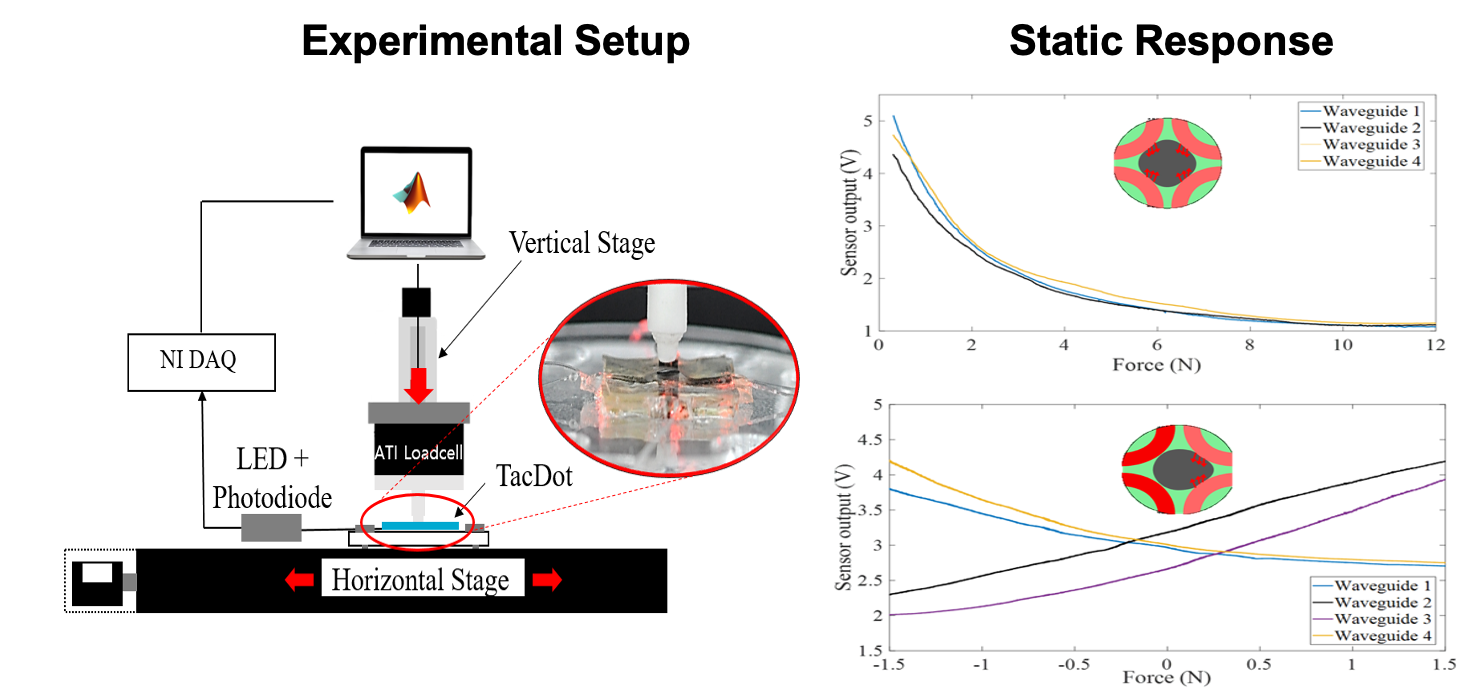 Experimental Setup
Vertical Stage
NI DAQ
ATI Loadcell
LED +
Photodiode
TacDot
Horizontal Stage
Static Response
Sensor output (V)
5
4
3
2
1
0
2
4
6
8
10
12
Force (N)
Waveguide 1
Waveguide 2
Waveguide 3
Waveguide 4
Sensor output (V)
5
4.5
4
3.5
3
2.5
2
1.5
-1.5
-1
-0.5
0
0.5
1
1.5
Force (N)
Waveguide 1
Waveguide 2
Waveguide 3
Waveguide 4